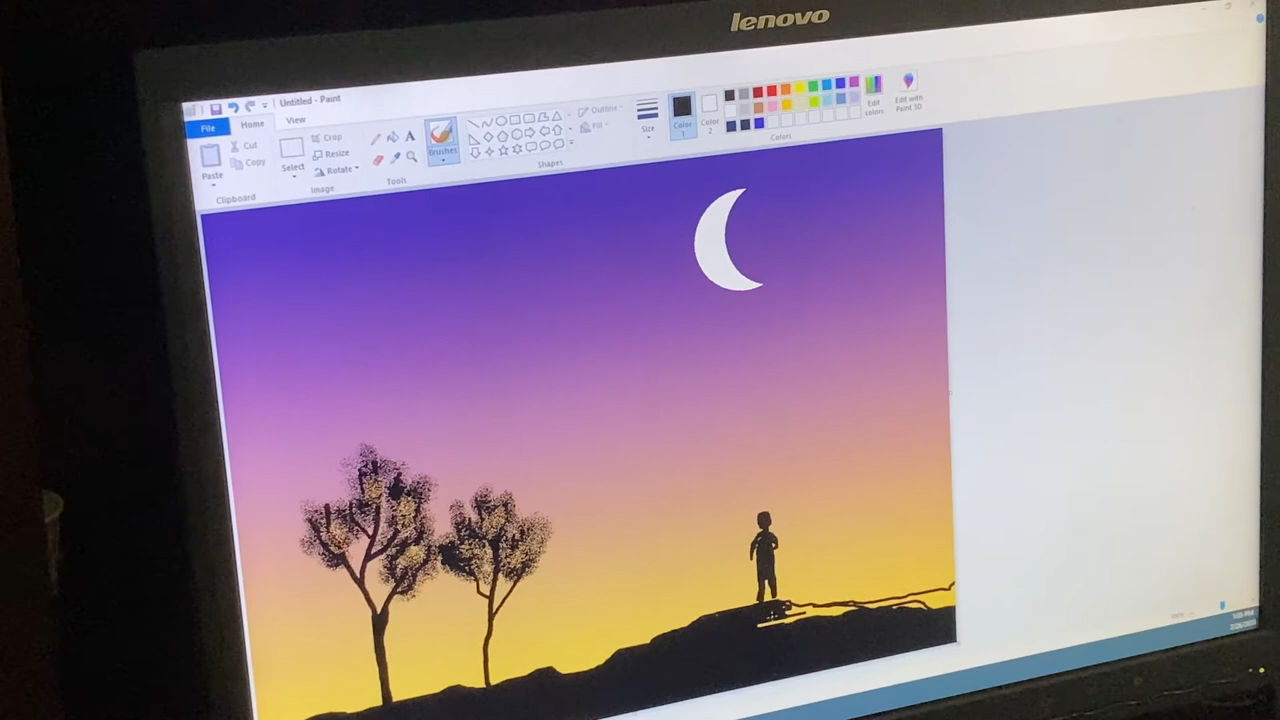 lenovo
Untitled - Paint
File
Home
View
Paste
Cut
Copy
Clipboard
Select
Crop
Resize
Rotate
Image
A
Tools
Brushes
Shapes
Outline
Fill
Size
Color 1
Color 2
Colors
Edit colors
Edit with Paint 3D